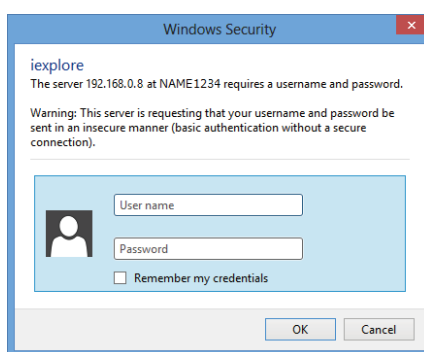 Windows Security
iexplore
The server 192.168.0.8 at NAME1234 requires a username and password.
Warning: This server is requesting that your username and password be
sent in an insecure manner (basic authentication without a secure
connection).
User name
Password
Remember my credentials
OK
Cancel